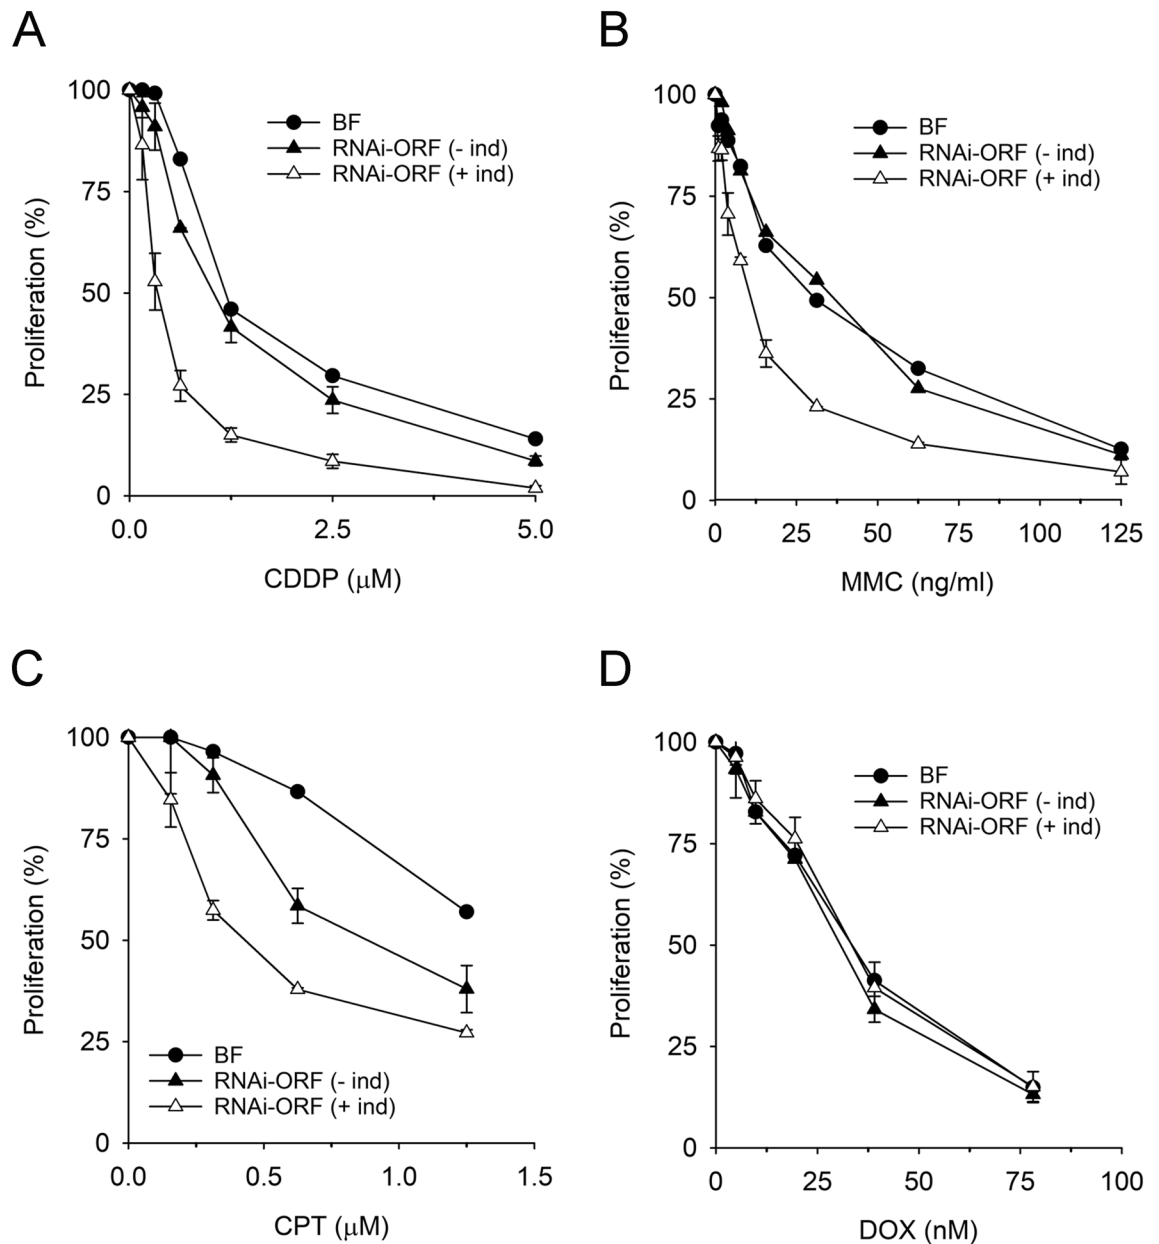 A
100
75
50
25
0
Proliferation (%)
BF
RNAi-ORF (- ind)
RNAi-ORF (+ ind)
0.0
2.5
5.0
CDDP (μM)
B
100
75
50
25
0
Proliferation (%)
BF
RNAi-ORF (- ind)
RNAi-ORF (+ ind)
0
25
50
75
100
125
MMC (ng/ml)
C
100
75
50
25
0
Proliferation (%)
BF
RNAi-ORF (- ind)
RNAi-ORF (+ ind)
0.0
0.5
1.0
1.5
CPT (μM)
D
100
75
50
25
0
Proliferation (%)
BF
RNAi-ORF (- ind)
RNAi-ORF (+ ind)
0
25
50
75
100
DOX (nM)